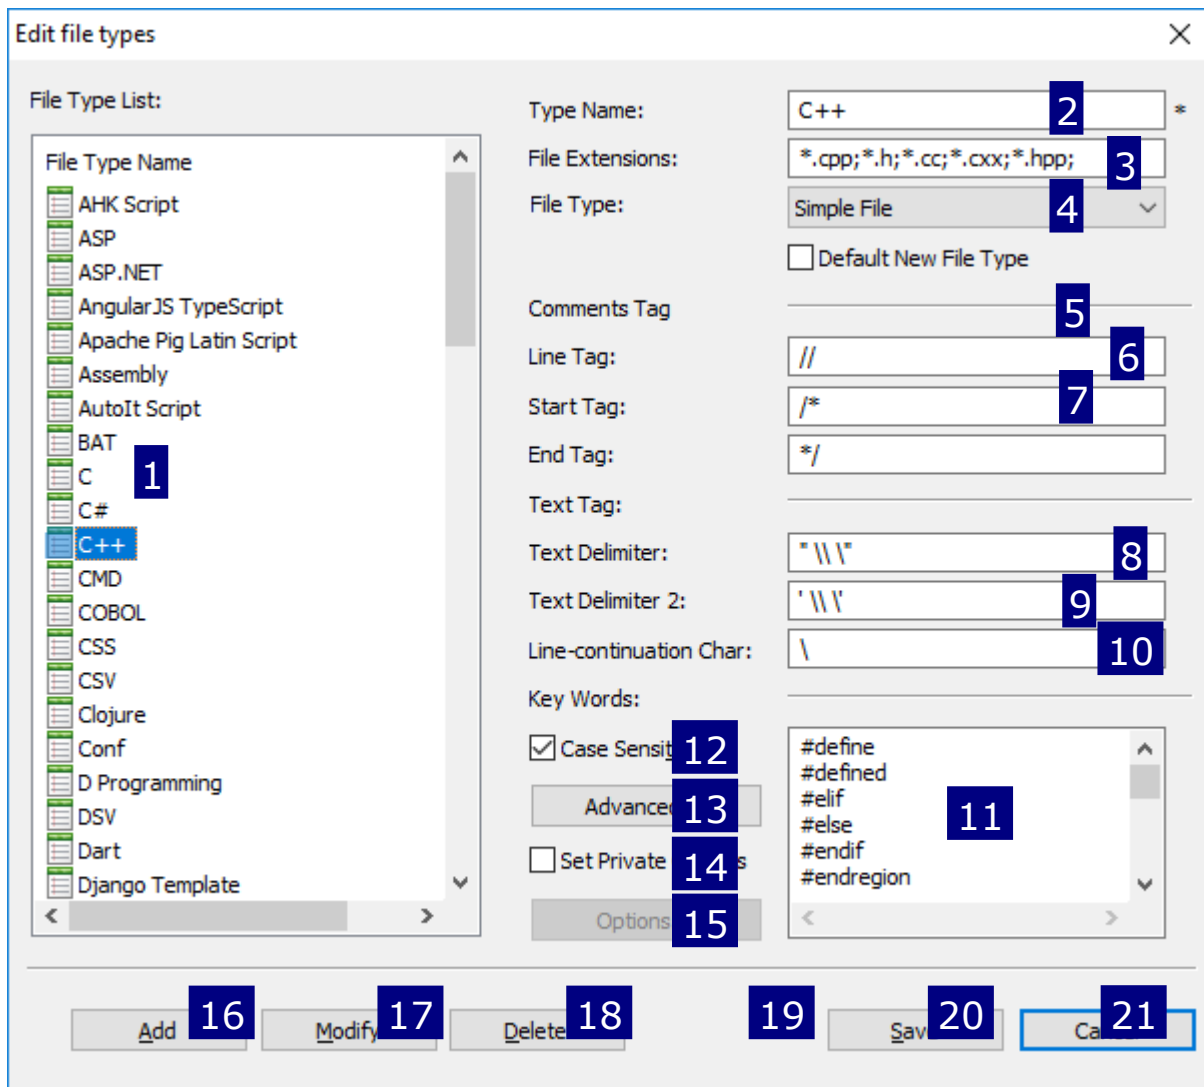 Edit file types
File Type List:
File Type Name
AHK Script
ASP
ASP.NET
AngularJS TypeScript
Apache Pig Latin Script
Assembly
AutoIt Script
BAT
C
1
C#
C++
CMD
COBOL
CSS
CSV
Clojure
Conf
D Programming
DSV
Dart
Django Template
Type Name:
C++
2
*
File Extensions:
*.cpp;*.h;*.cc;*.cxx;*.hpp;
3
File Type:
Simple File
4
Default New File Type
Comments Tag
5
Line Tag:
//
6
Start Tag:
/*
7
End Tag:
*/
Text Tag:
Text Delimiter:
" \\ \"
8
Text Delimiter 2:
' \\ \'
9
Line-continuation Char:
\
10
Key Words:
Case
12
13
Set Private
14
Options
15
#define
#defined
#elif
#else
#endif
#endregion
11
Add
16
Modify
17
Delete
18
19
20
21